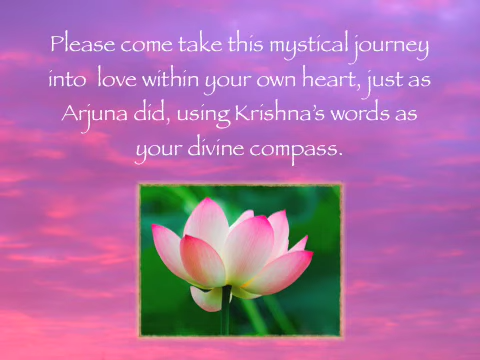 Please come take this mystical journey
into love within your own heart, just as
Arjuna did, using Krishna's words as
your divine compass.